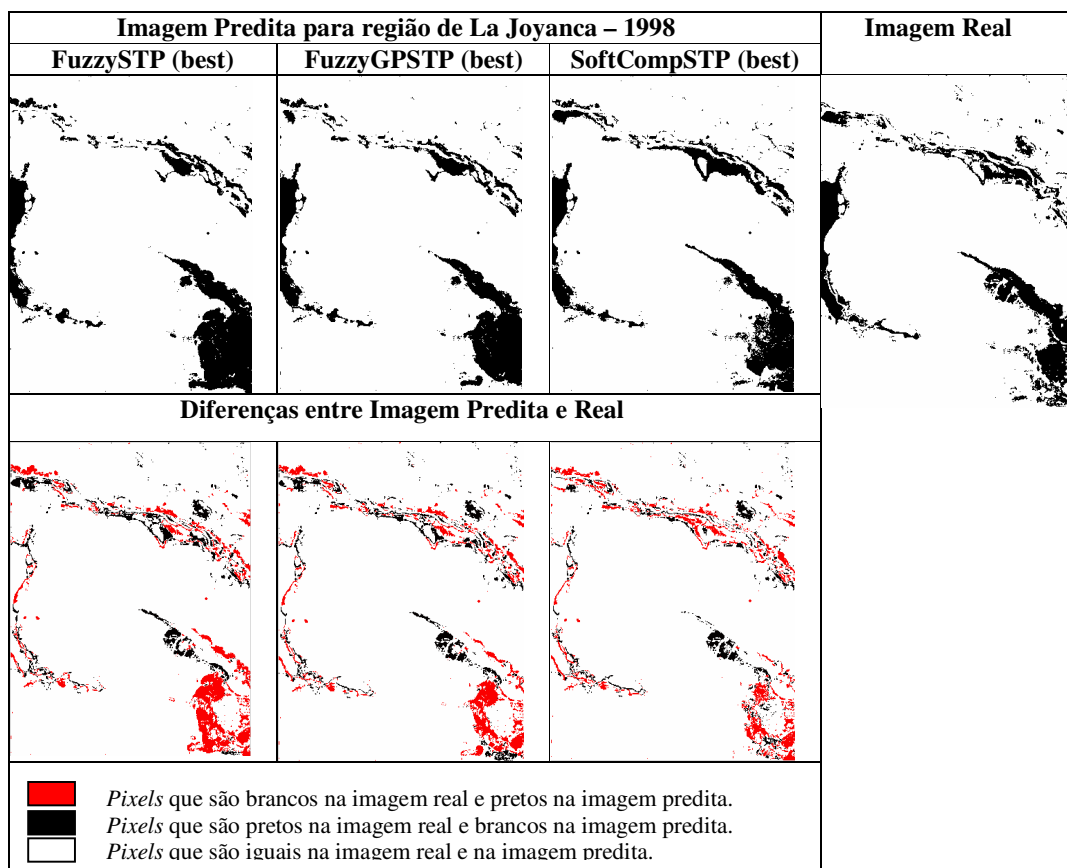 Imagem Predita para região de La Joyanca – 1998
Imagem Real
FuzzySTP (best)
FuzzyGPSTP (best)
SoftCompSTP (best)
Diferenças entre Imagem Predita e Real
Pixels que são brancos na imagem real e pretos na imagem predita.
Pixels que são pretos na imagem real e brancos na imagem predita.
Pixels que são iguais na imagem real e na imagem predita.